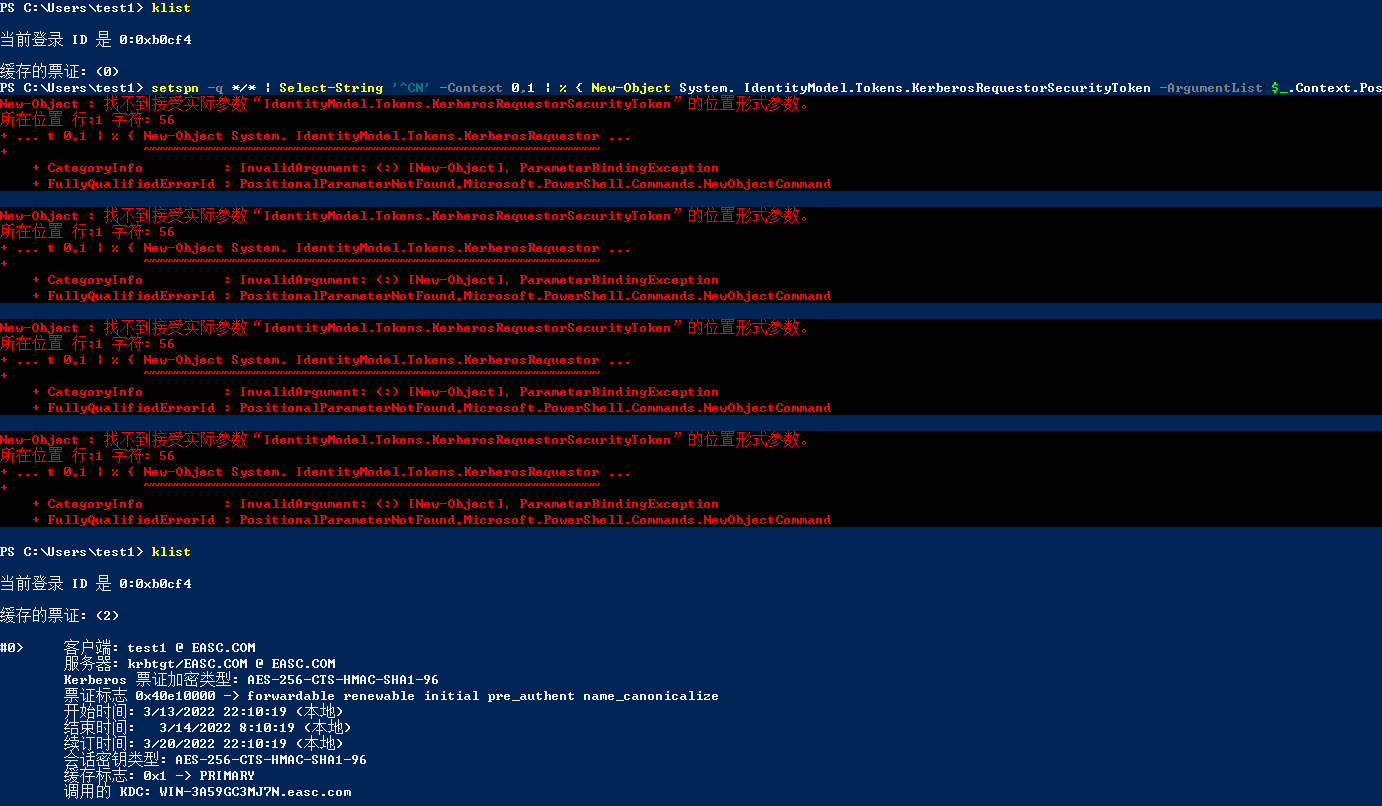 PS C:\Users\test1> klist
当前登录 ID 是 0:0xb0cf4
缓存的票证: (0)
PS C:\Users\test1> setspn -q */* | Select-String '^CN' -Context 0,1 | % { New-Object System. IdentityModel.Tokens.KerberosRequestorSecurityToken -ArgumentList $_.Context.Pos
New-Object : 找不到接受实际参数“IdentityModel.Tokens.KerberosRequestorSecurityToken”的位置形式参数。
所在位置 行:1 字符: 56
+ ... t 0,1 | % { New-Object System. IdentityModel.Tokens.KerberosRequestor ...
+ ~~~~~~~~~~~~~~~~~~~~~~~~~~~~~~~~~~~~~~~~~~~~~~~~~~~~~~~~~
+ CategoryInfo : InvalidArgument: (:) [New-Object], ParameterBindingException
+ FullyQualifiedErrorId : PositionalParameterNotFound,Microsoft.PowerShell.Commands.NewObjectCommand
New-Object : 找不到接受实际参数“IdentityModel.Tokens.KerberosRequestorSecurityToken”的位置形式参数。
所在位置 行:1 字符: 56
+ ... t 0,1 | % { New-Object System. IdentityModel.Tokens.KerberosRequestor ...
+ ~~~~~~~~~~~~~~~~~~~~~~~~~~~~~~~~~~~~~~~~~~~~~~~~~~~~~~~~~
+ CategoryInfo : InvalidArgument: (:) [New-Object], ParameterBindingException
+ FullyQualifiedErrorId : PositionalParameterNotFound,Microsoft.PowerShell.Commands.NewObjectCommand
New-Object : 找不到接受实际参数“IdentityModel.Tokens.KerberosRequestorSecurityToken”的位置形式参数。
所在位置 行:1 字符: 56
+ ... t 0,1 | % { New-Object System. IdentityModel.Tokens.KerberosRequestor ...
+ ~~~~~~~~~~~~~~~~~~~~~~~~~~~~~~~~~~~~~~~~~~~~~~~~~~~~~~~~~
+ CategoryInfo : InvalidArgument: (:) [New-Object], ParameterBindingException
+ FullyQualifiedErrorId : PositionalParameterNotFound,Microsoft.PowerShell.Commands.NewObjectCommand
New-Object : 找不到接受实际参数“IdentityModel.Tokens.KerberosRequestorSecurityToken”的位置形式参数。
所在位置 行:1 字符: 56
+ ... t 0,1 | % { New-Object System. IdentityModel.Tokens.KerberosRequestor ...
+ ~~~~~~~~~~~~~~~~~~~~~~~~~~~~~~~~~~~~~~~~~~~~~~~~~~~~~~~~~
+ CategoryInfo : InvalidArgument: (:) [New-Object], ParameterBindingException
+ FullyQualifiedErrorId : PositionalParameterNotFound,Microsoft.PowerShell.Commands.NewObjectCommand
PS C:\Users\test1> klist
当前登录 ID 是 0:0xb0cf4
缓存的票证: (2)
#0> 客户端: test1 @ EASC.COM
服务器: krbtgt/EASC.COM @ EASC.COM
Kerberos 票证加密类型: AES-256-CTS-HMAC-SHA1-96
票证标志 0x40e10000 -> forwardable renewable initial pre_authent name_canonicalize
开始时间: 3/13/2022 22:10:19 (本地)
结束时间: 3/14/2022 8:10:19 (本地)
续订时间: 3/20/2022 22:10:19 (本地)
会话密钥类型: AES-256-CTS-HMAC-SHA1-96
缓存标志: 0x1 -> PRIMARY
调用的 KDC: WIN-3A59GC3MJ7N.easc.com